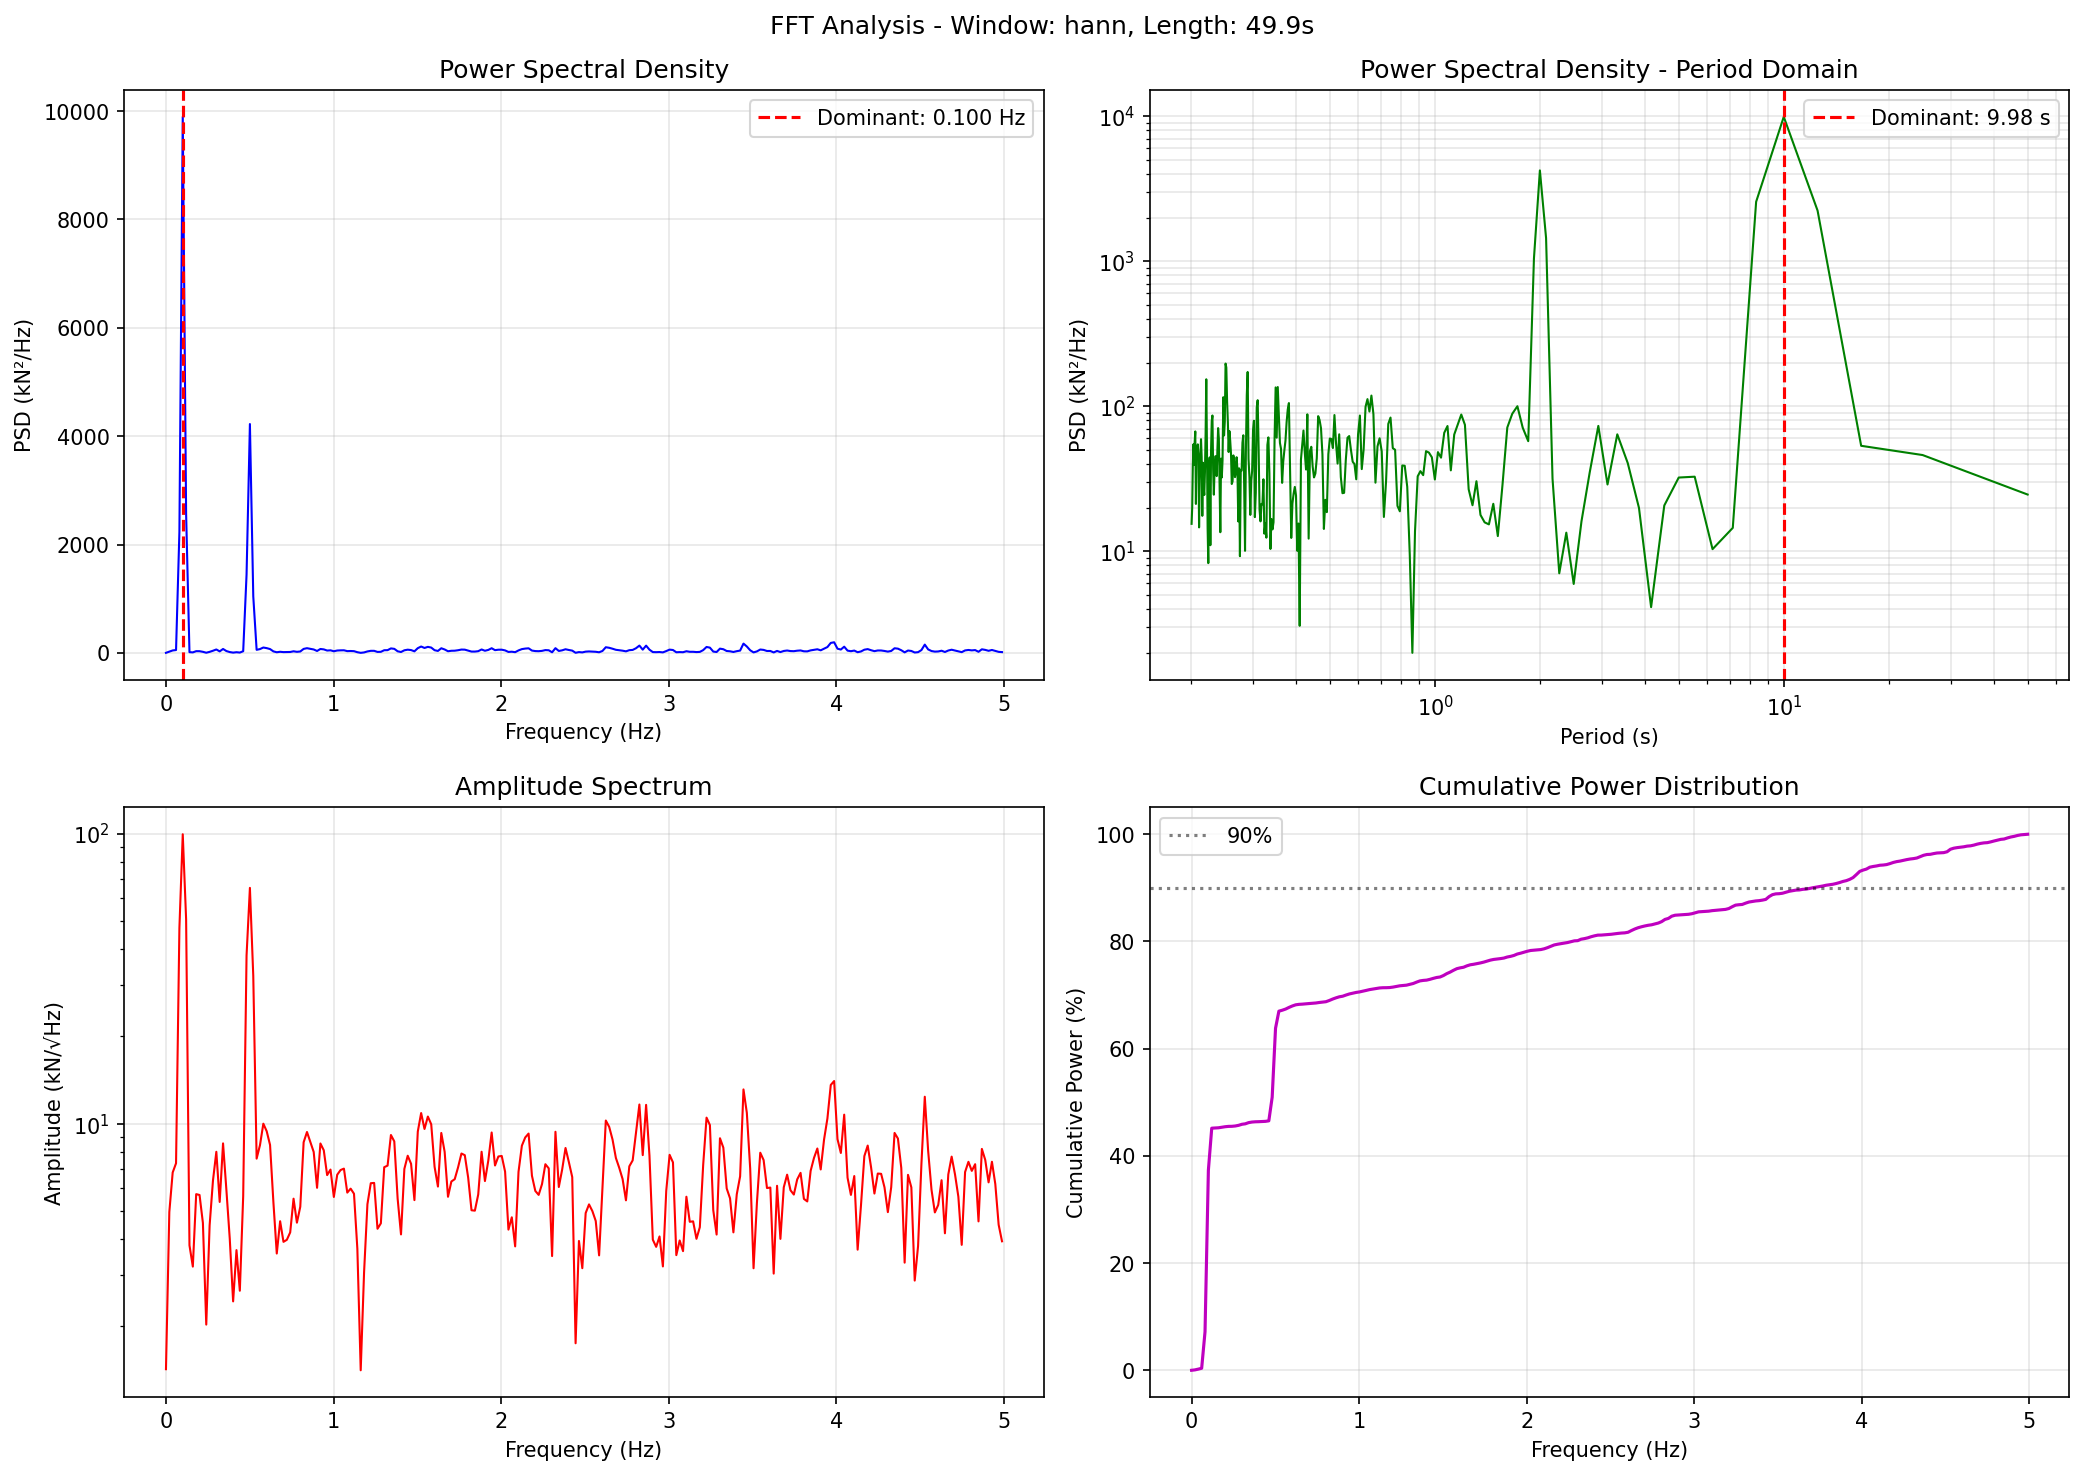 FFT Analysis - Window: hann, Length: 49.9s
Power Spectral Density
10000
8000
6000
4000
2000
0
PSD (kN²/Hz)
Dominant: 0.100 Hz
0 1 2 3 4 5
Frequency (Hz)
Power Spectral Density - Period Domain
10⁴
10³
10²
10¹
PSD (kN²/Hz)
Dominant: 9.98 s
10⁰ 10¹
Period (s)
Amplitude Spectrum
10²
10¹
Amplitude (kN/√Hz)
0 1 2 3 4 5
Frequency (Hz)
Cumulative Power Distribution
100
80
60
40
20
0
Cumulative Power (%)
90%
0 1 2 3 4 5
Frequency (Hz)